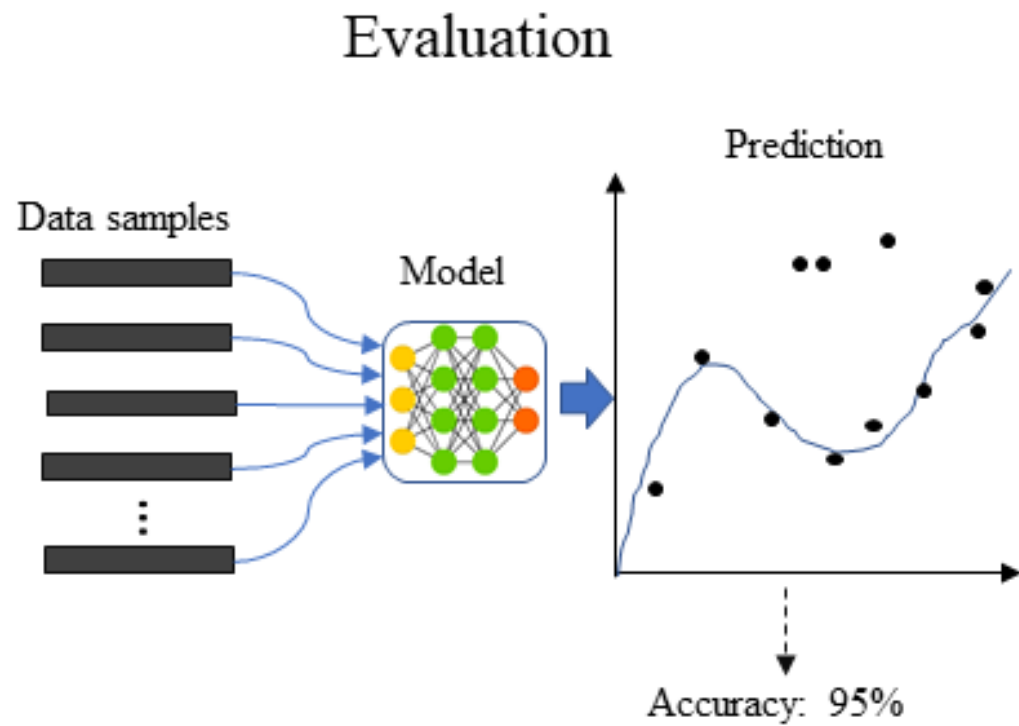 Evaluation
Prediction
Data samples
Model
Accuracy: 95%